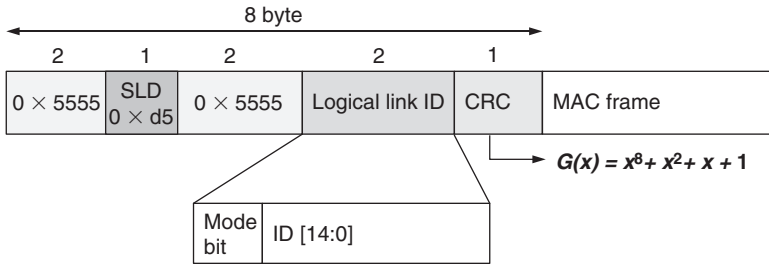 8 byte
2 1 2 2 1
0 × 5555
SLD
0 × d5
0 × 5555
Logical link ID
CRC
MAC frame
G(x) = x⁸+ x²+ x + 1
Mode
bit
ID [14:0]